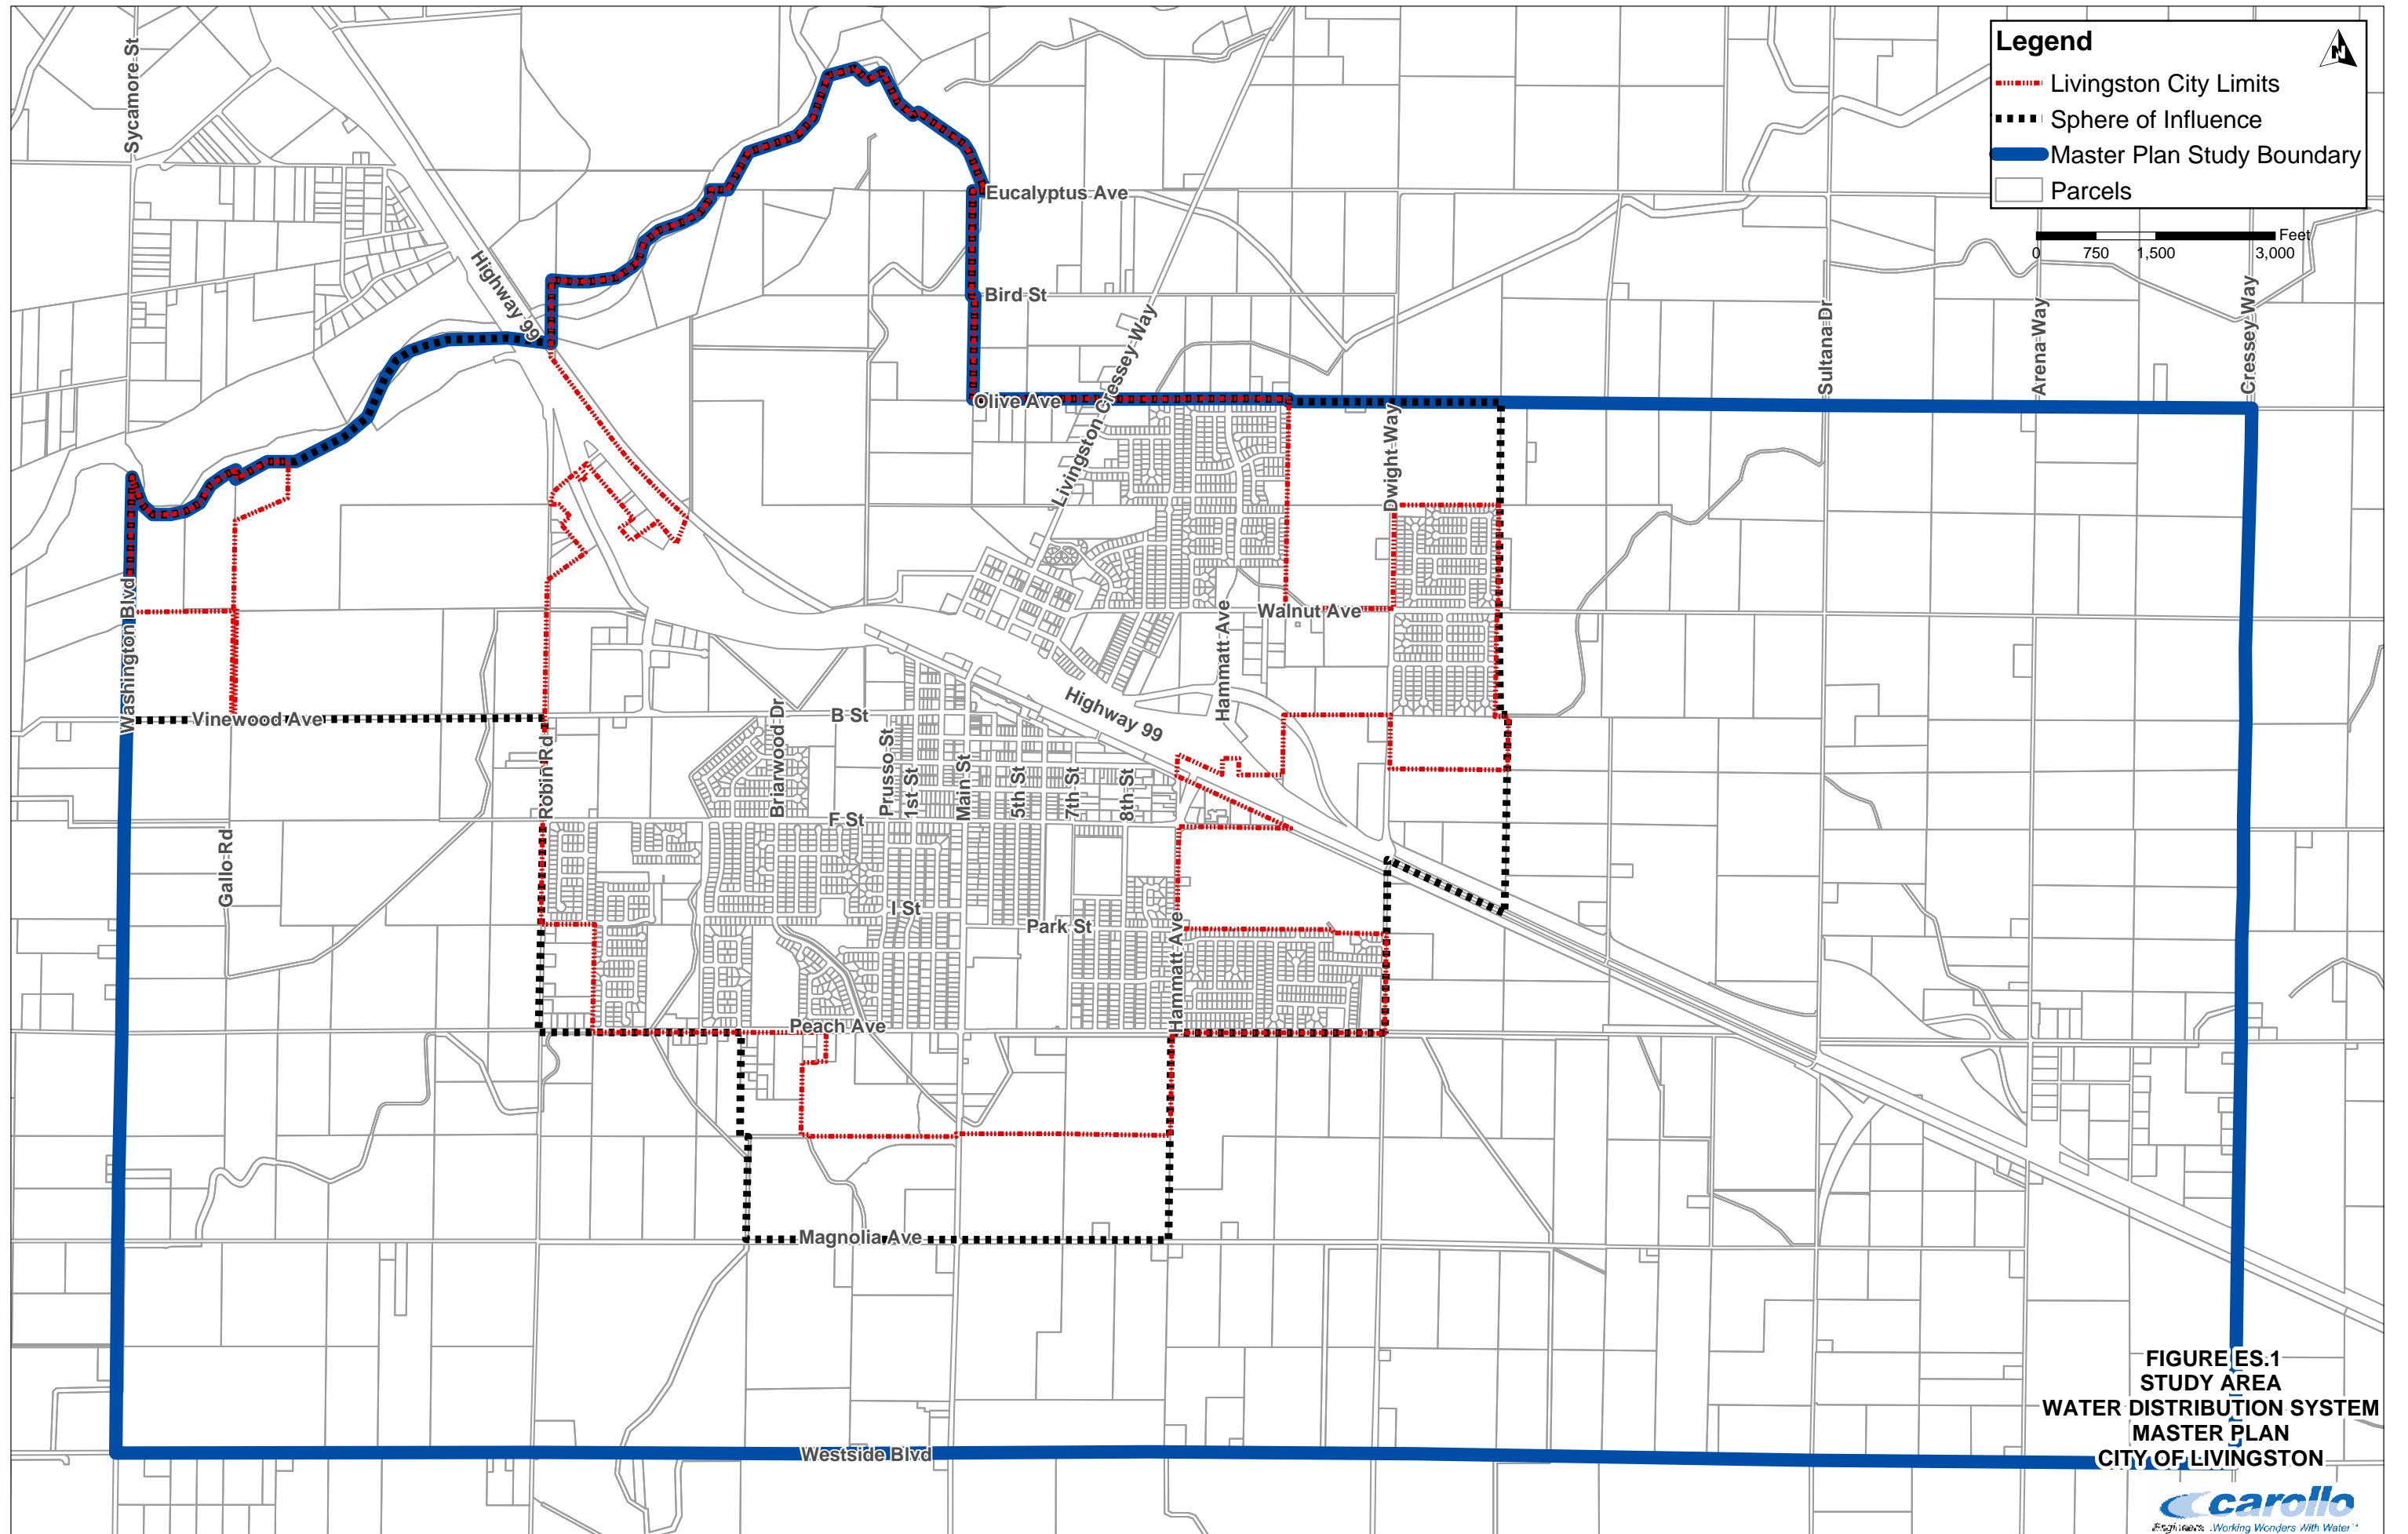 Legend
N
Livingston City Limits
Sphere of Influence
Master Plan Study Boundary
Parcels
Feet
0 750 1,500 3,000
Sycamore St
Highway 99
Eucalyptus Ave
Bird St
Olive Ave
Livingston-Cressey Way
Dwight Way
Sultana Dr
Arena Way
Cressey Way
Washington Blvd
Vinewood Ave
Gallo Rd
Robin Rd
Briarwood Dr
B St
Prusso St
1st St
Main St
5th St
7th St
8th St
Highway 99
Hammatt Ave
Walnut Ave
F St
I St
Park St
Hammatt Ave
Peach Ave
Magnolia Ave
Westside Blvd
FIGURE ES.1
STUDY AREA
WATER DISTRIBUTION SYSTEM
MASTER PLAN
CITY OF LIVINGSTON
carollo
Engineers...Working Wonders With Water